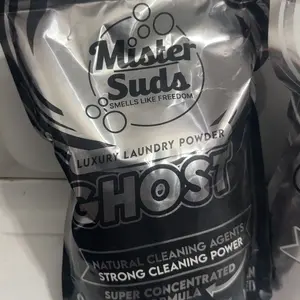 Mister
Suds
SMELLS LIKE FREEDOM
LUXURY LAUNDRY POWDER
GHOST
NATURAL CLEANING AGENTS
STRONG CLEANING POWER
SUPER CONCENTRATED
FORMULA